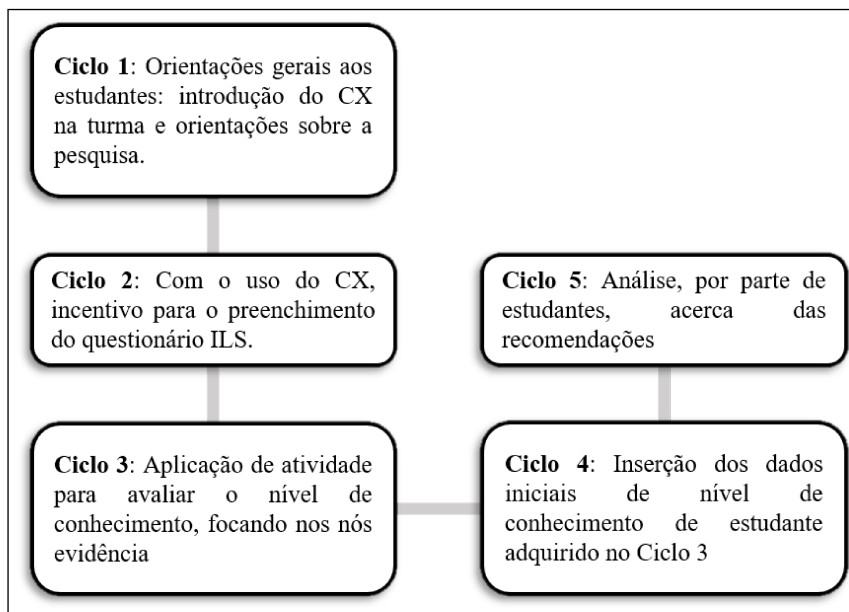 Ciclo 1: Orientações gerais aos
estudantes: introdução do CX
na turma e orientações sobre a
pesquisa.
Ciclo 2: Com o uso do CX,
incentivo para o preenchimento
do questionário ILS.
Ciclo 3: Aplicação de atividade
para avaliar o nível de
conhecimento, focando nos nós
evidência
Ciclo 4: Inserção dos dados
iniciais de nível de
conhecimento de estudante
adquirido no Ciclo 3
Ciclo 5: Análise, por parte de
estudantes, acerca das
recomendações